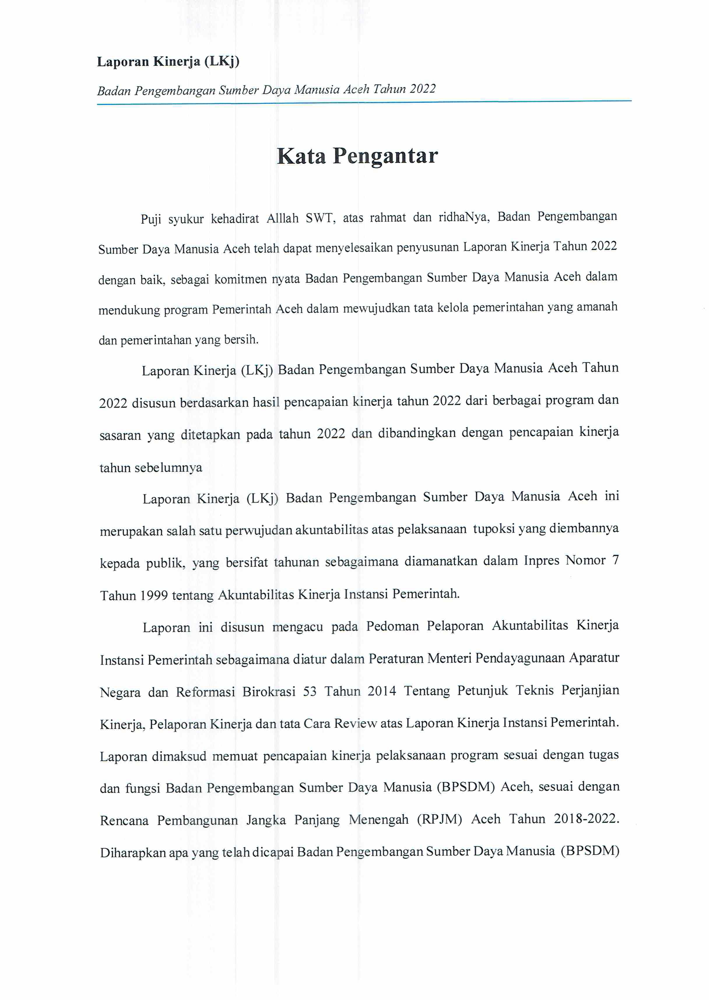 Laporan Kinerja (LKj)
Badan Pengembangan Sumber Daya Manusia Aceh Tahun 2022
Kata Pengantar
Puji syukur kehadirat Alllah SWT, atas rahmat dan ridhaNya, Badan Pengembangan
Sumber Daya Manusia Aceh telah dapat menyelesaikan penyusunan Laporan Kinerja Tahun 2022
dengan baik, sebagai komitmen nyata Badan Pengembangan Sumber Daya Manusia Aceh dalam
mendukung program Pemerintah Aceh dalam mewujudkan tata kelola pemerintahan yang amanah
dan pemerintahan yang bersih.
Laporan Kinerja (LKj) Badan Pengembangan Sumber Daya Manusia Aceh Tahun
2022 disusun berdasarkan hasil pencapaian kinerja tahun 2022 dari berbagai program dan
sasaran yang ditetapkan pada tahun 2022 dan dibandingkan dengan pencapaian kinerja
tahun sebelumnya
Laporan Kinerja (LKj) Badan Pengembangan Sumber Daya Manusia Aceh ini
merupakan salah satu perwujudan akuntabilitas atas pelaksanaan tupoksi yang diembannya
kepada publik, yang bersifat tahunan sebagaimana diamanatkan dalam Inpres Nomor 7
Tahun 1999 tentang Akuntabilitas Kinerja Instansi Pemerintah.
Laporan ini disusun mengacu pada Pedoman Pelaporan Akuntabilitas Kinerja
Instansi Pemerintah sebagaimana diatur dalam Peraturan Menteri Pendayagunaan Aparatur
Negara dan Reformasi Birokrasi 53 Tahun 2014 Tentang Petunjuk Teknis Perjanjian
Kinerja, Pelaporan Kinerja dan tata Cara Review atas Laporan Kinerja Instansi Pemerintah.
Laporan dimaksud memuat pencapaian kinerja pelaksanaan program sesuai dengan tugas
dan fungsi Badan Pengembangan Sumber Daya Manusia (BPSDM) Aceh, sesuai dengan
Rencana Pembangunan Jangka Panjang Menengah (RPJM) Aceh Tahun 2018-2022.
Diharapkan apa yang telah dicapai Badan Pengembangan Sumber Daya Manusia (BPSDM)